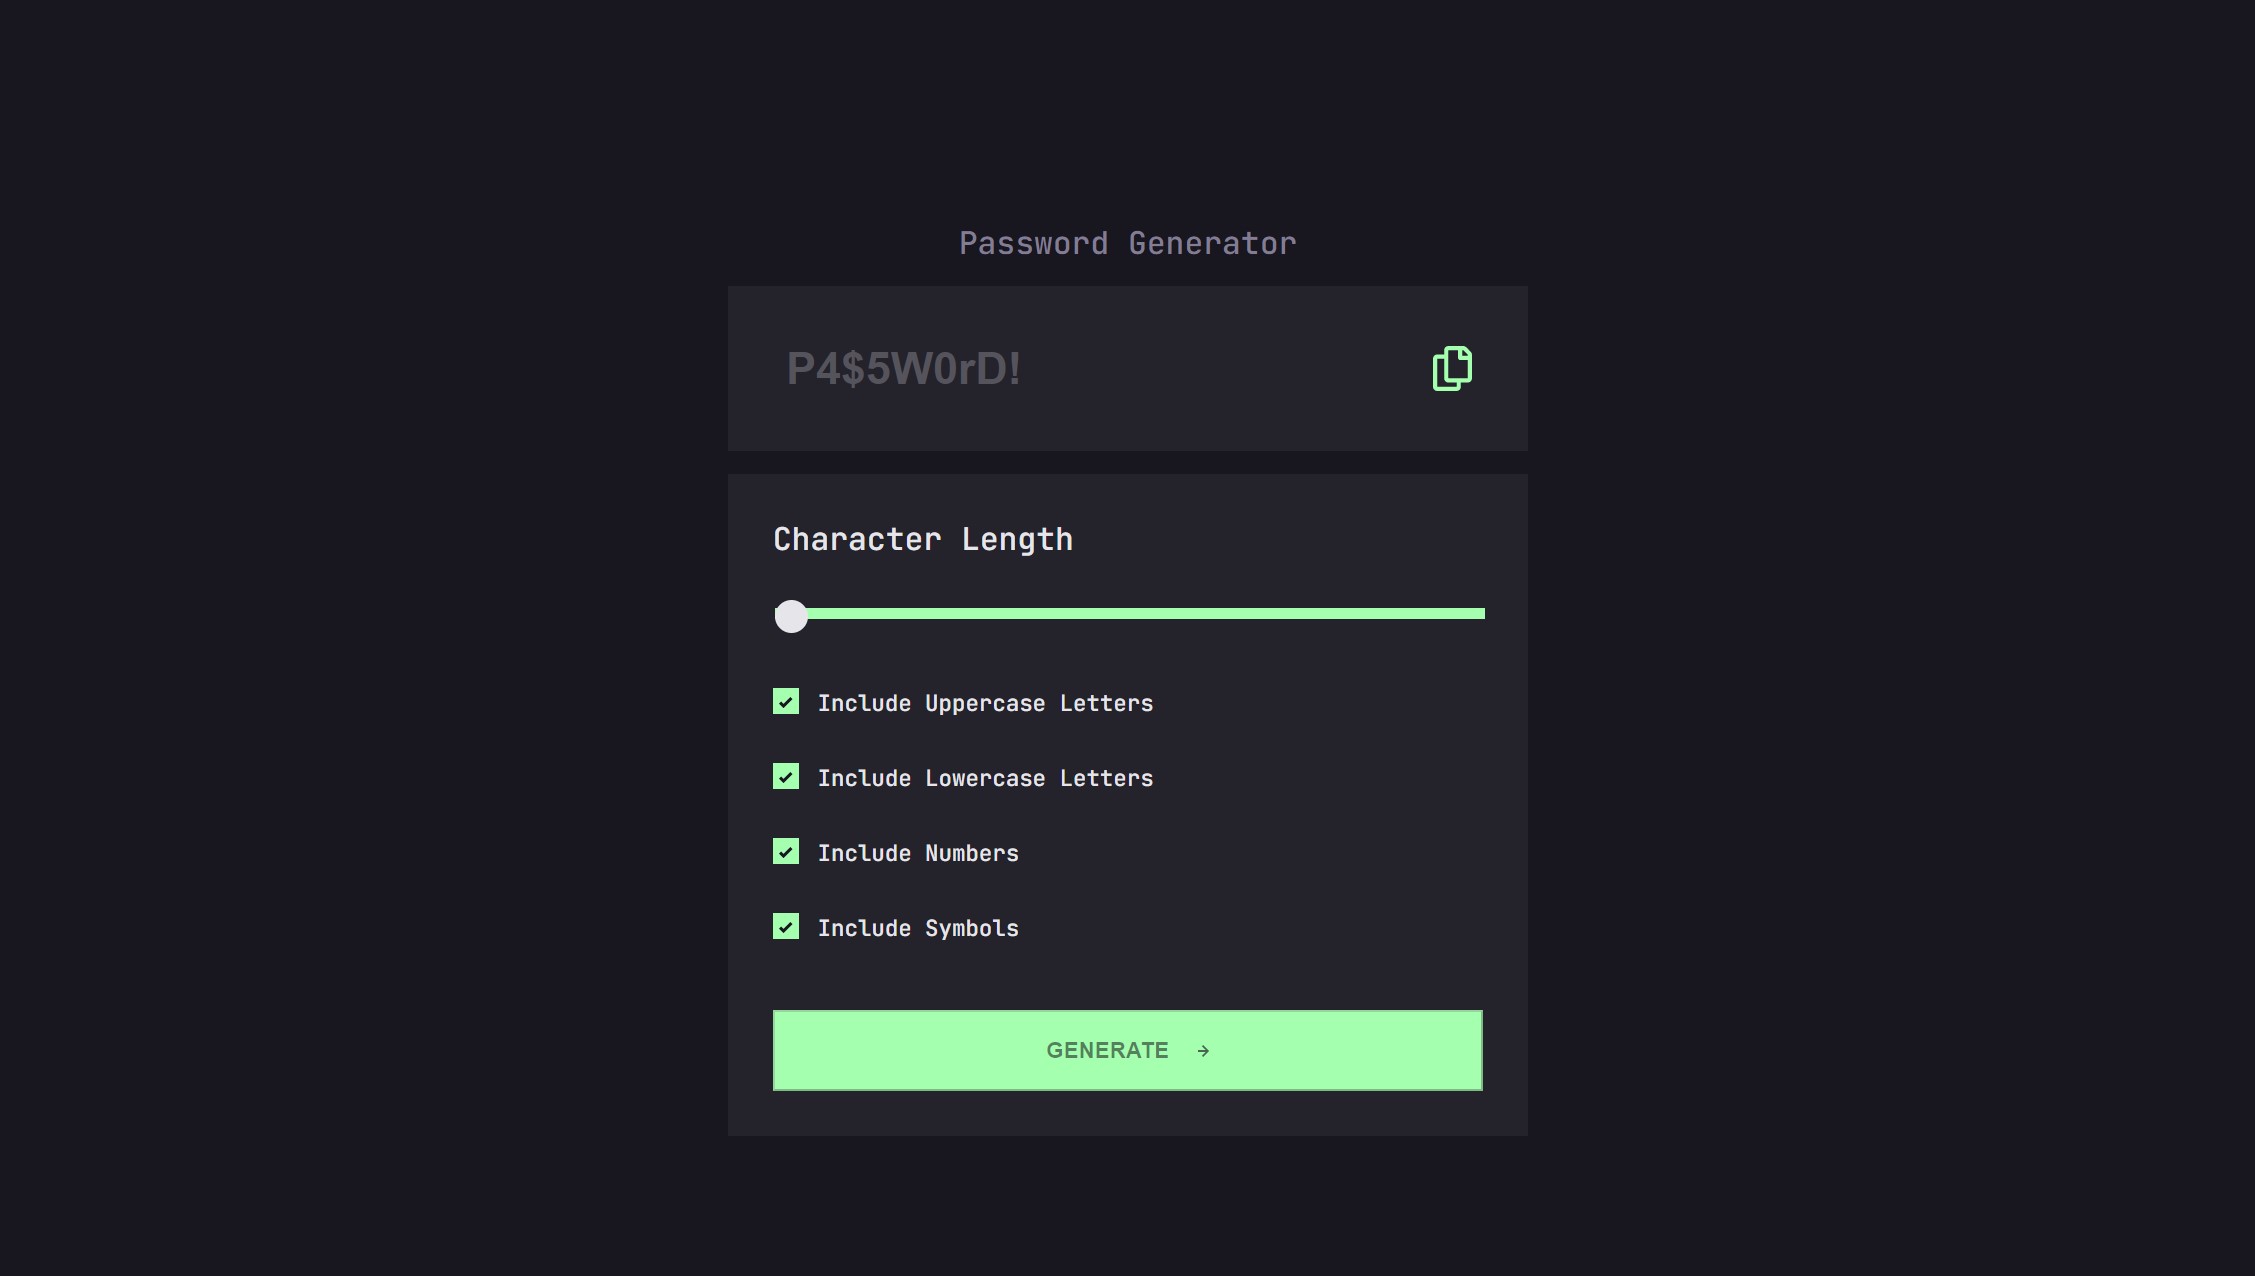 Password Generator
P4$5W0rD!
Character Length
Include Uppercase Letters
Include Lowercase Letters
Include Numbers
Include Symbols
GENERATE →